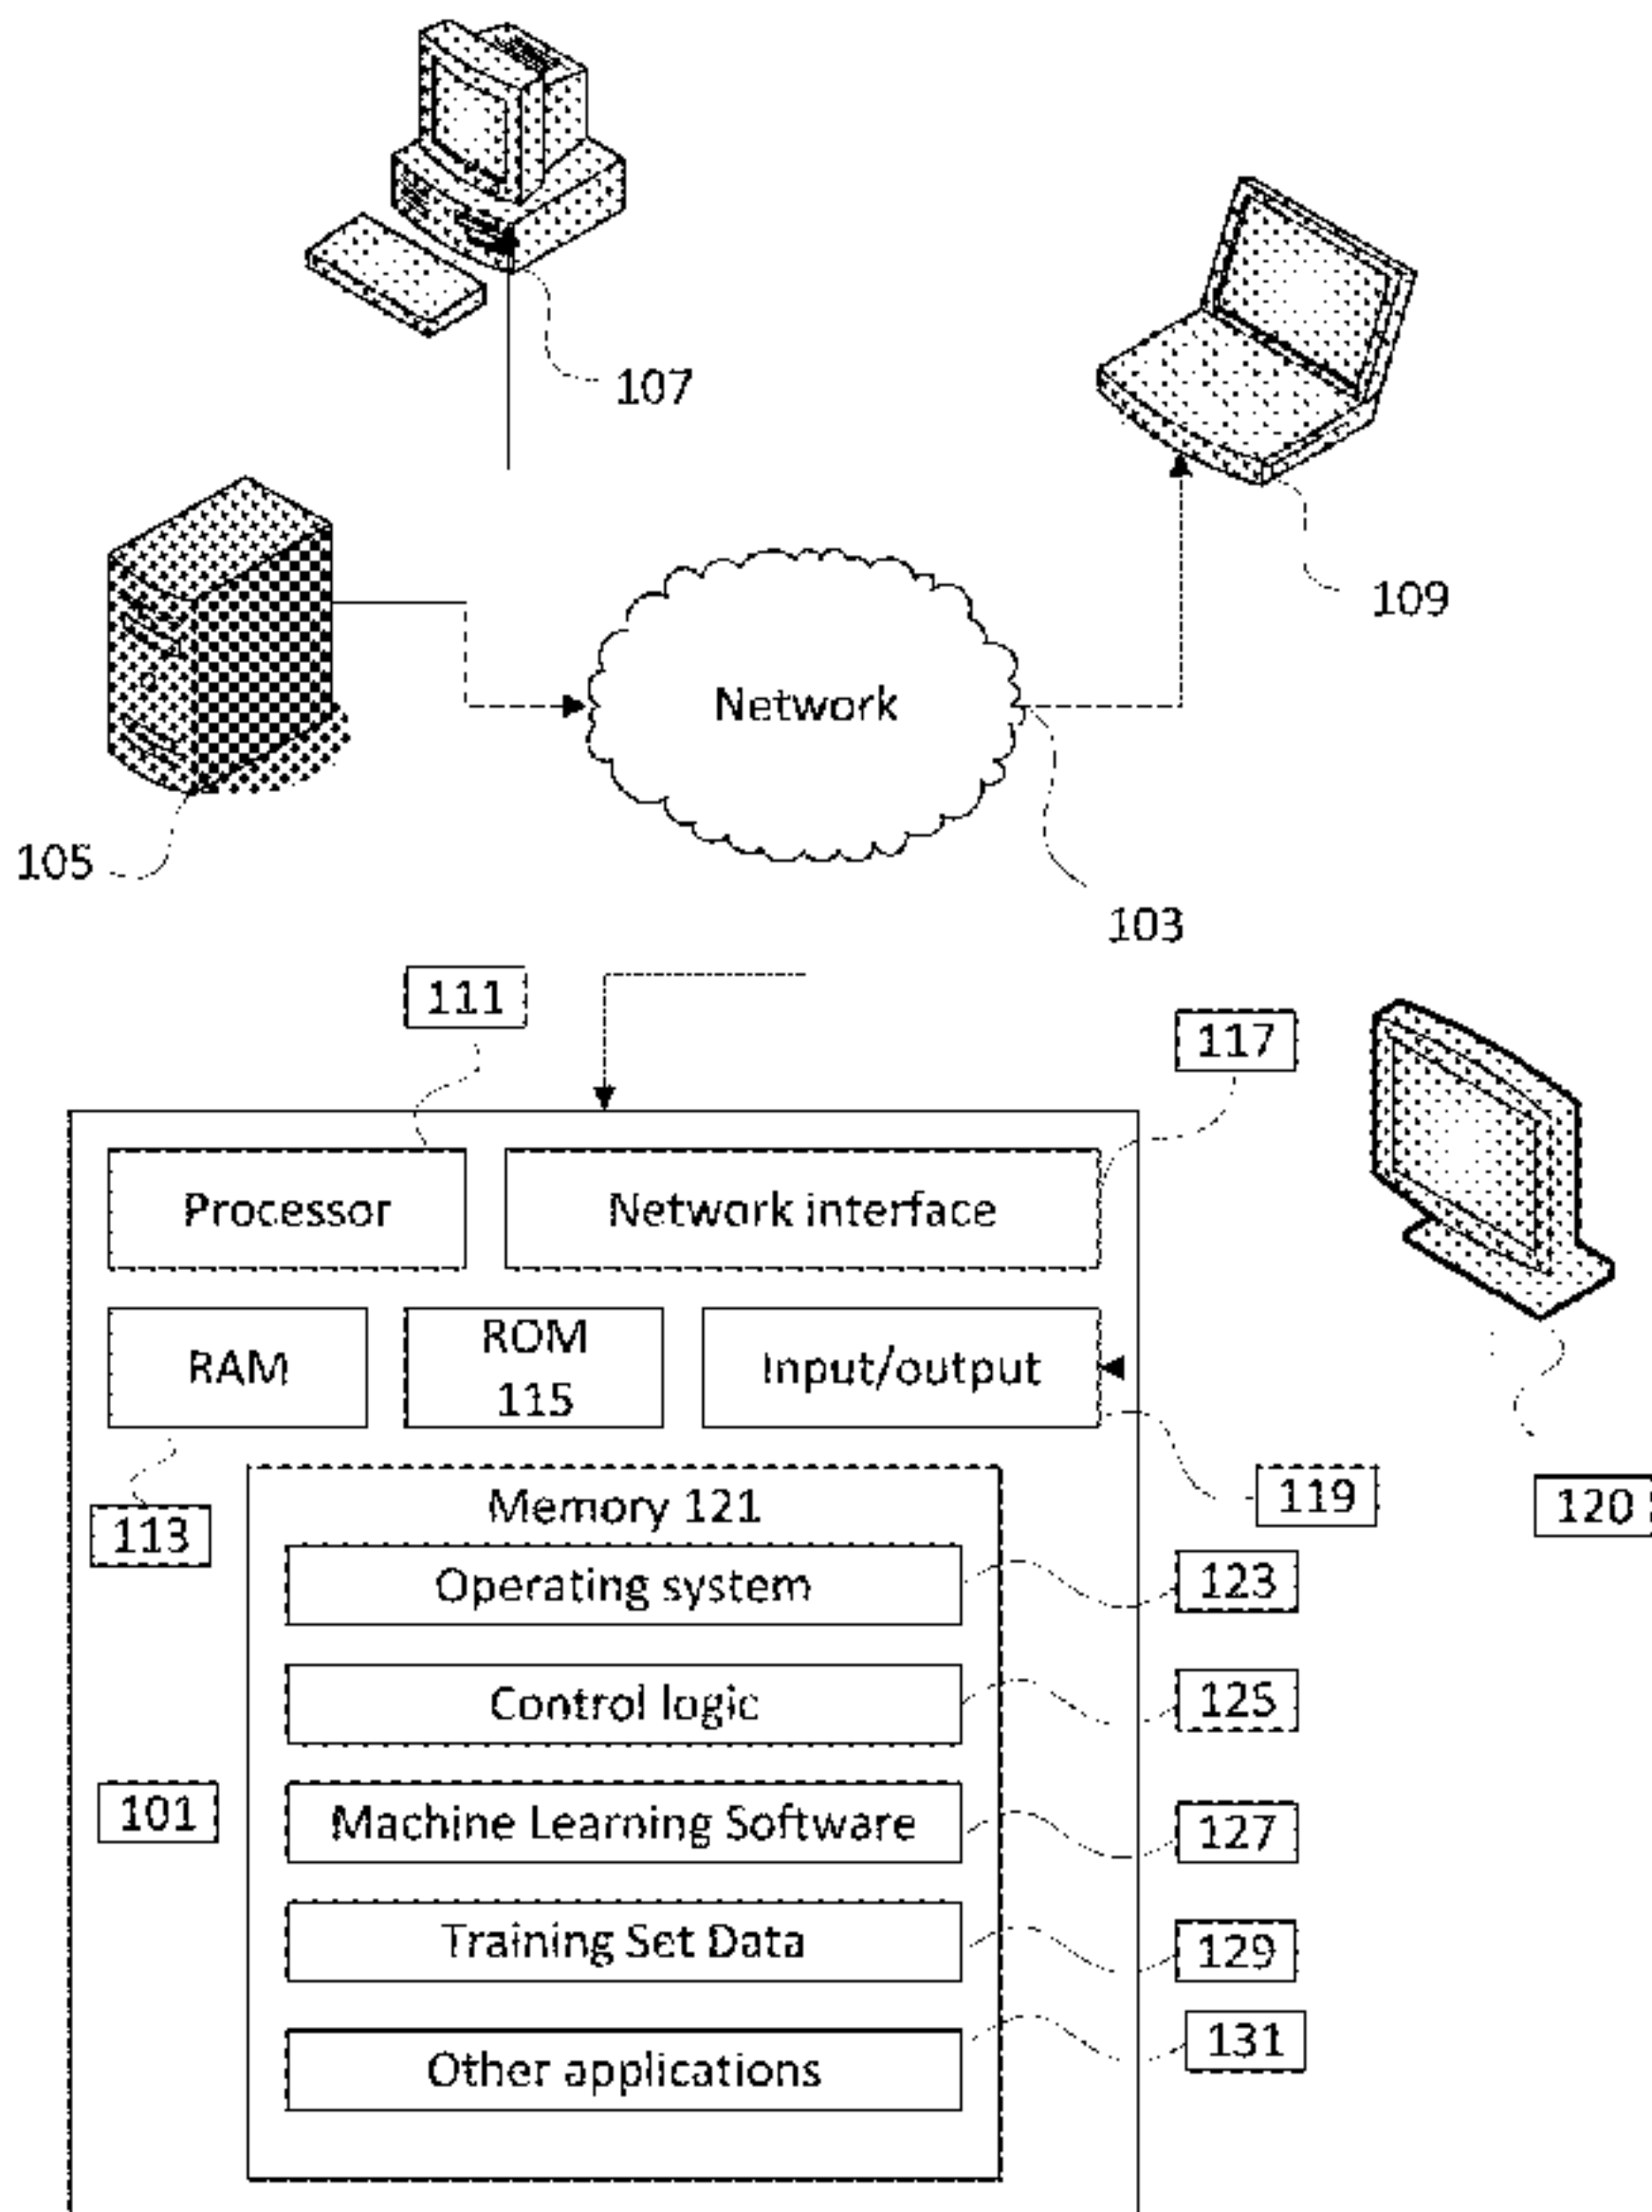 107
109
Network
105
103
111
117
Processor
Network interface
RAM
ROM
115
Input/output
113
Memory 121
119
120
Operating system
123
Control logic
125
101
Machine Learning Software
127
Training Set Data
129
Other applications
131